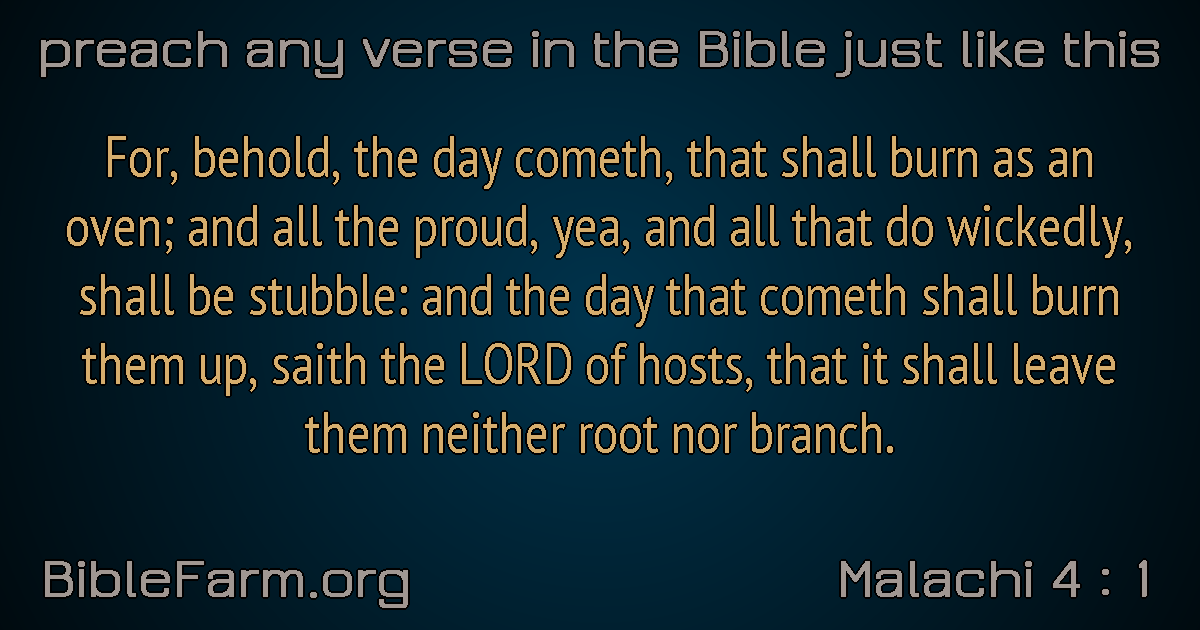 preach any verse in the Bible just like this
For, behold, the day cometh, that shall burn as an
oven; and all the proud, yea, and all that do wickedly,
shall be stubble: and the day that cometh shall burn
them up, saith the LORD of hosts, that it shall leave
them neither root nor branch.
BibleFarm.org
Malachi 4 : 1